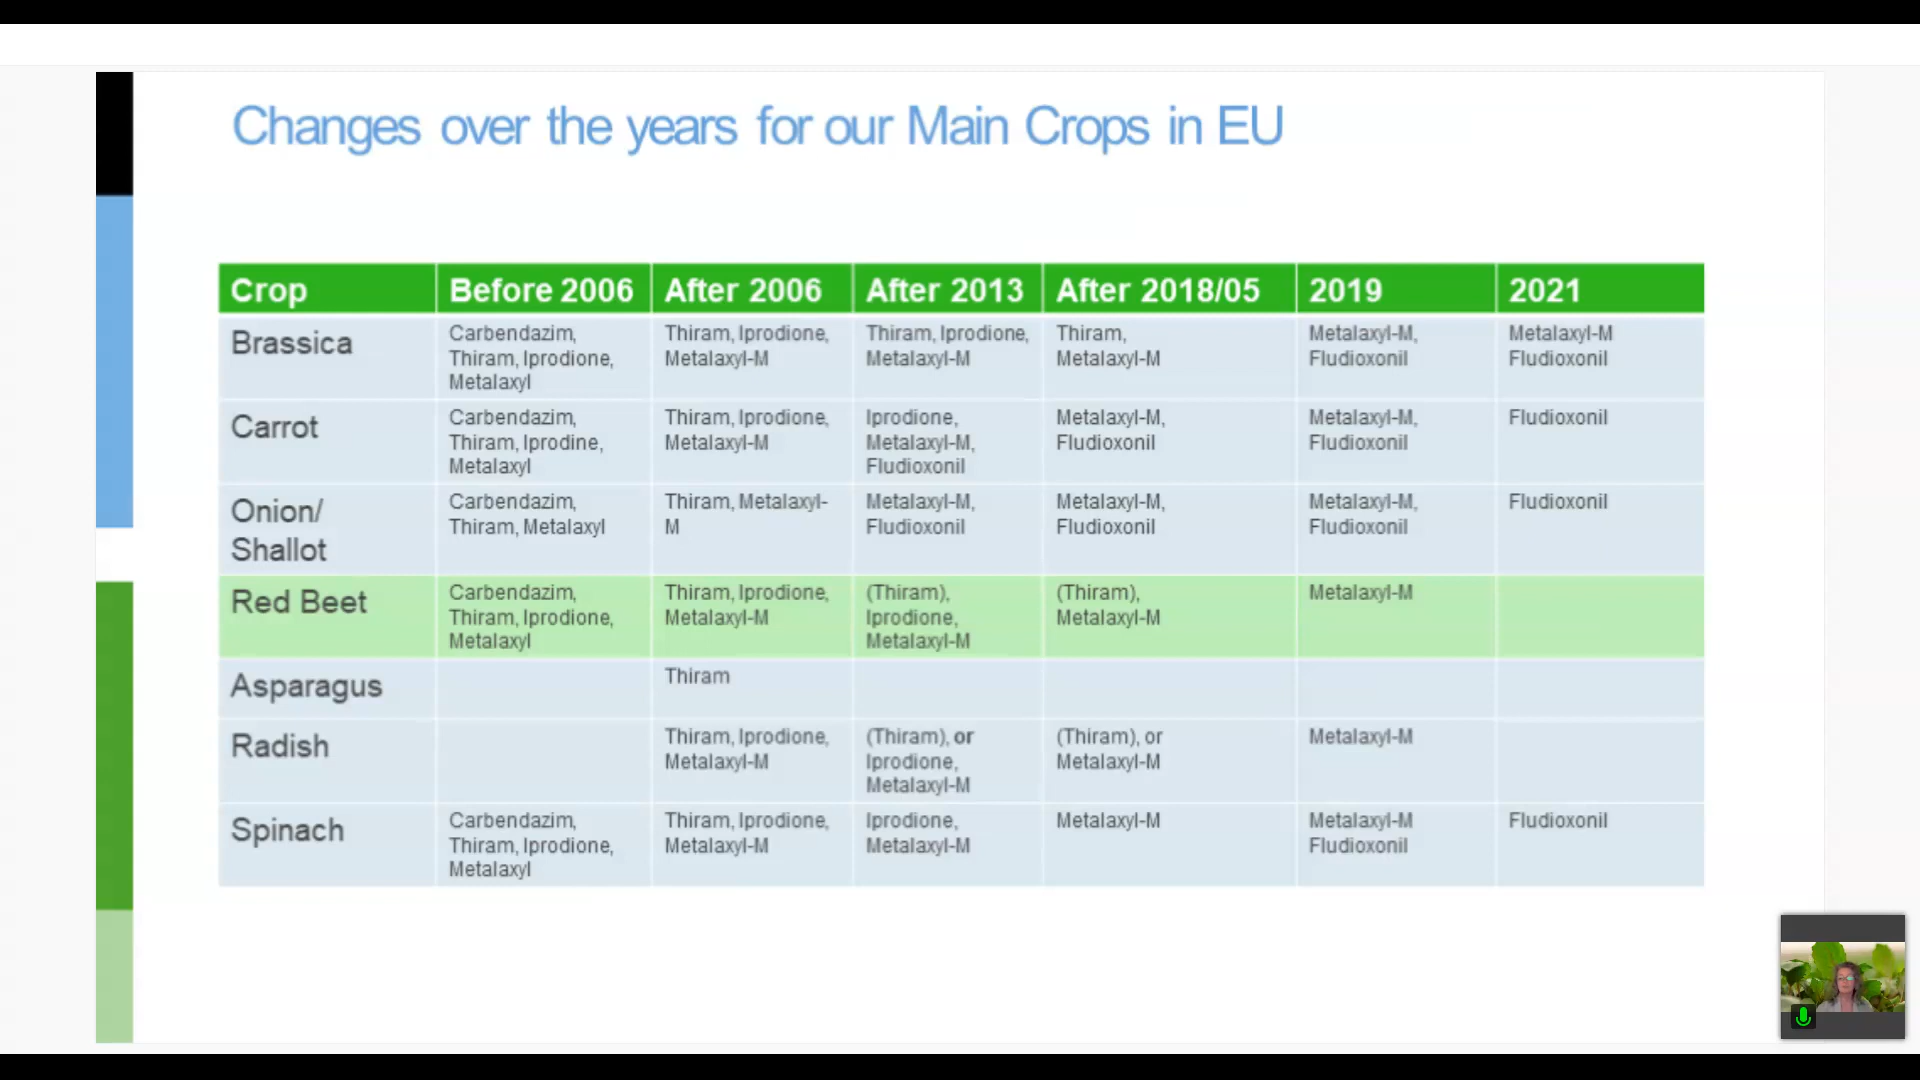 Changes over the years for our Main Crops in EU
Crop
Before 2006
After 2006
After 2013
After 2018/05
2019
2021
Brassica
Carbendazim,
Thiram, Iprodione,
Metalaxyl
Thiram, Iprodione,
Metalaxyl-M
Thiram, Iprodione,
Metalaxyl-M
Thiram,
Metalaxyl-M
Metalaxyl-M,
Fludioxonil
Metalaxyl-M
Fludioxonil
Carrot
Carbendazim,
Thiram, Iprodine,
Metalaxyl
Thiram, Iprodione,
Metalaxyl-M
Iprodione,
Metalaxyl-M,
Fludioxonil
Metalaxyl-M,
Fludioxonil
Metalaxyl-M,
Fludioxonil
Fludioxonil
Onion/
Shallot
Carbendazim,
Thiram, Metalaxyl
Thiram, Metalaxyl-
M
Metalaxyl-M,
Fludioxonil
Metalaxyl-M,
Fludioxonil
Metalaxyl-M,
Fludioxonil
Fludioxonil
Red Beet
Carbendazim,
Thiram, Iprodione,
Metalaxyl
Thiram, Iprodione,
Metalaxyl-M
(Thiram),
Iprodione,
Metalaxyl-M
(Thiram),
Metalaxyl-M
Metalaxyl-M
Asparagus
Thiram
Radish
Thiram, Iprodione,
Metalaxyl-M
(Thiram), or
Iprodione,
Metalaxyl-M
(Thiram), or
Metalaxyl-M
Metalaxyl-M
Spinach
Carbendazim,
Thiram, Iprodione,
Metalaxyl
Thiram, Iprodione,
Metalaxyl-M
Iprodione,
Metalaxyl-M
Metalaxyl-M
Metalaxyl-M
Fludioxonil
Fludioxonil